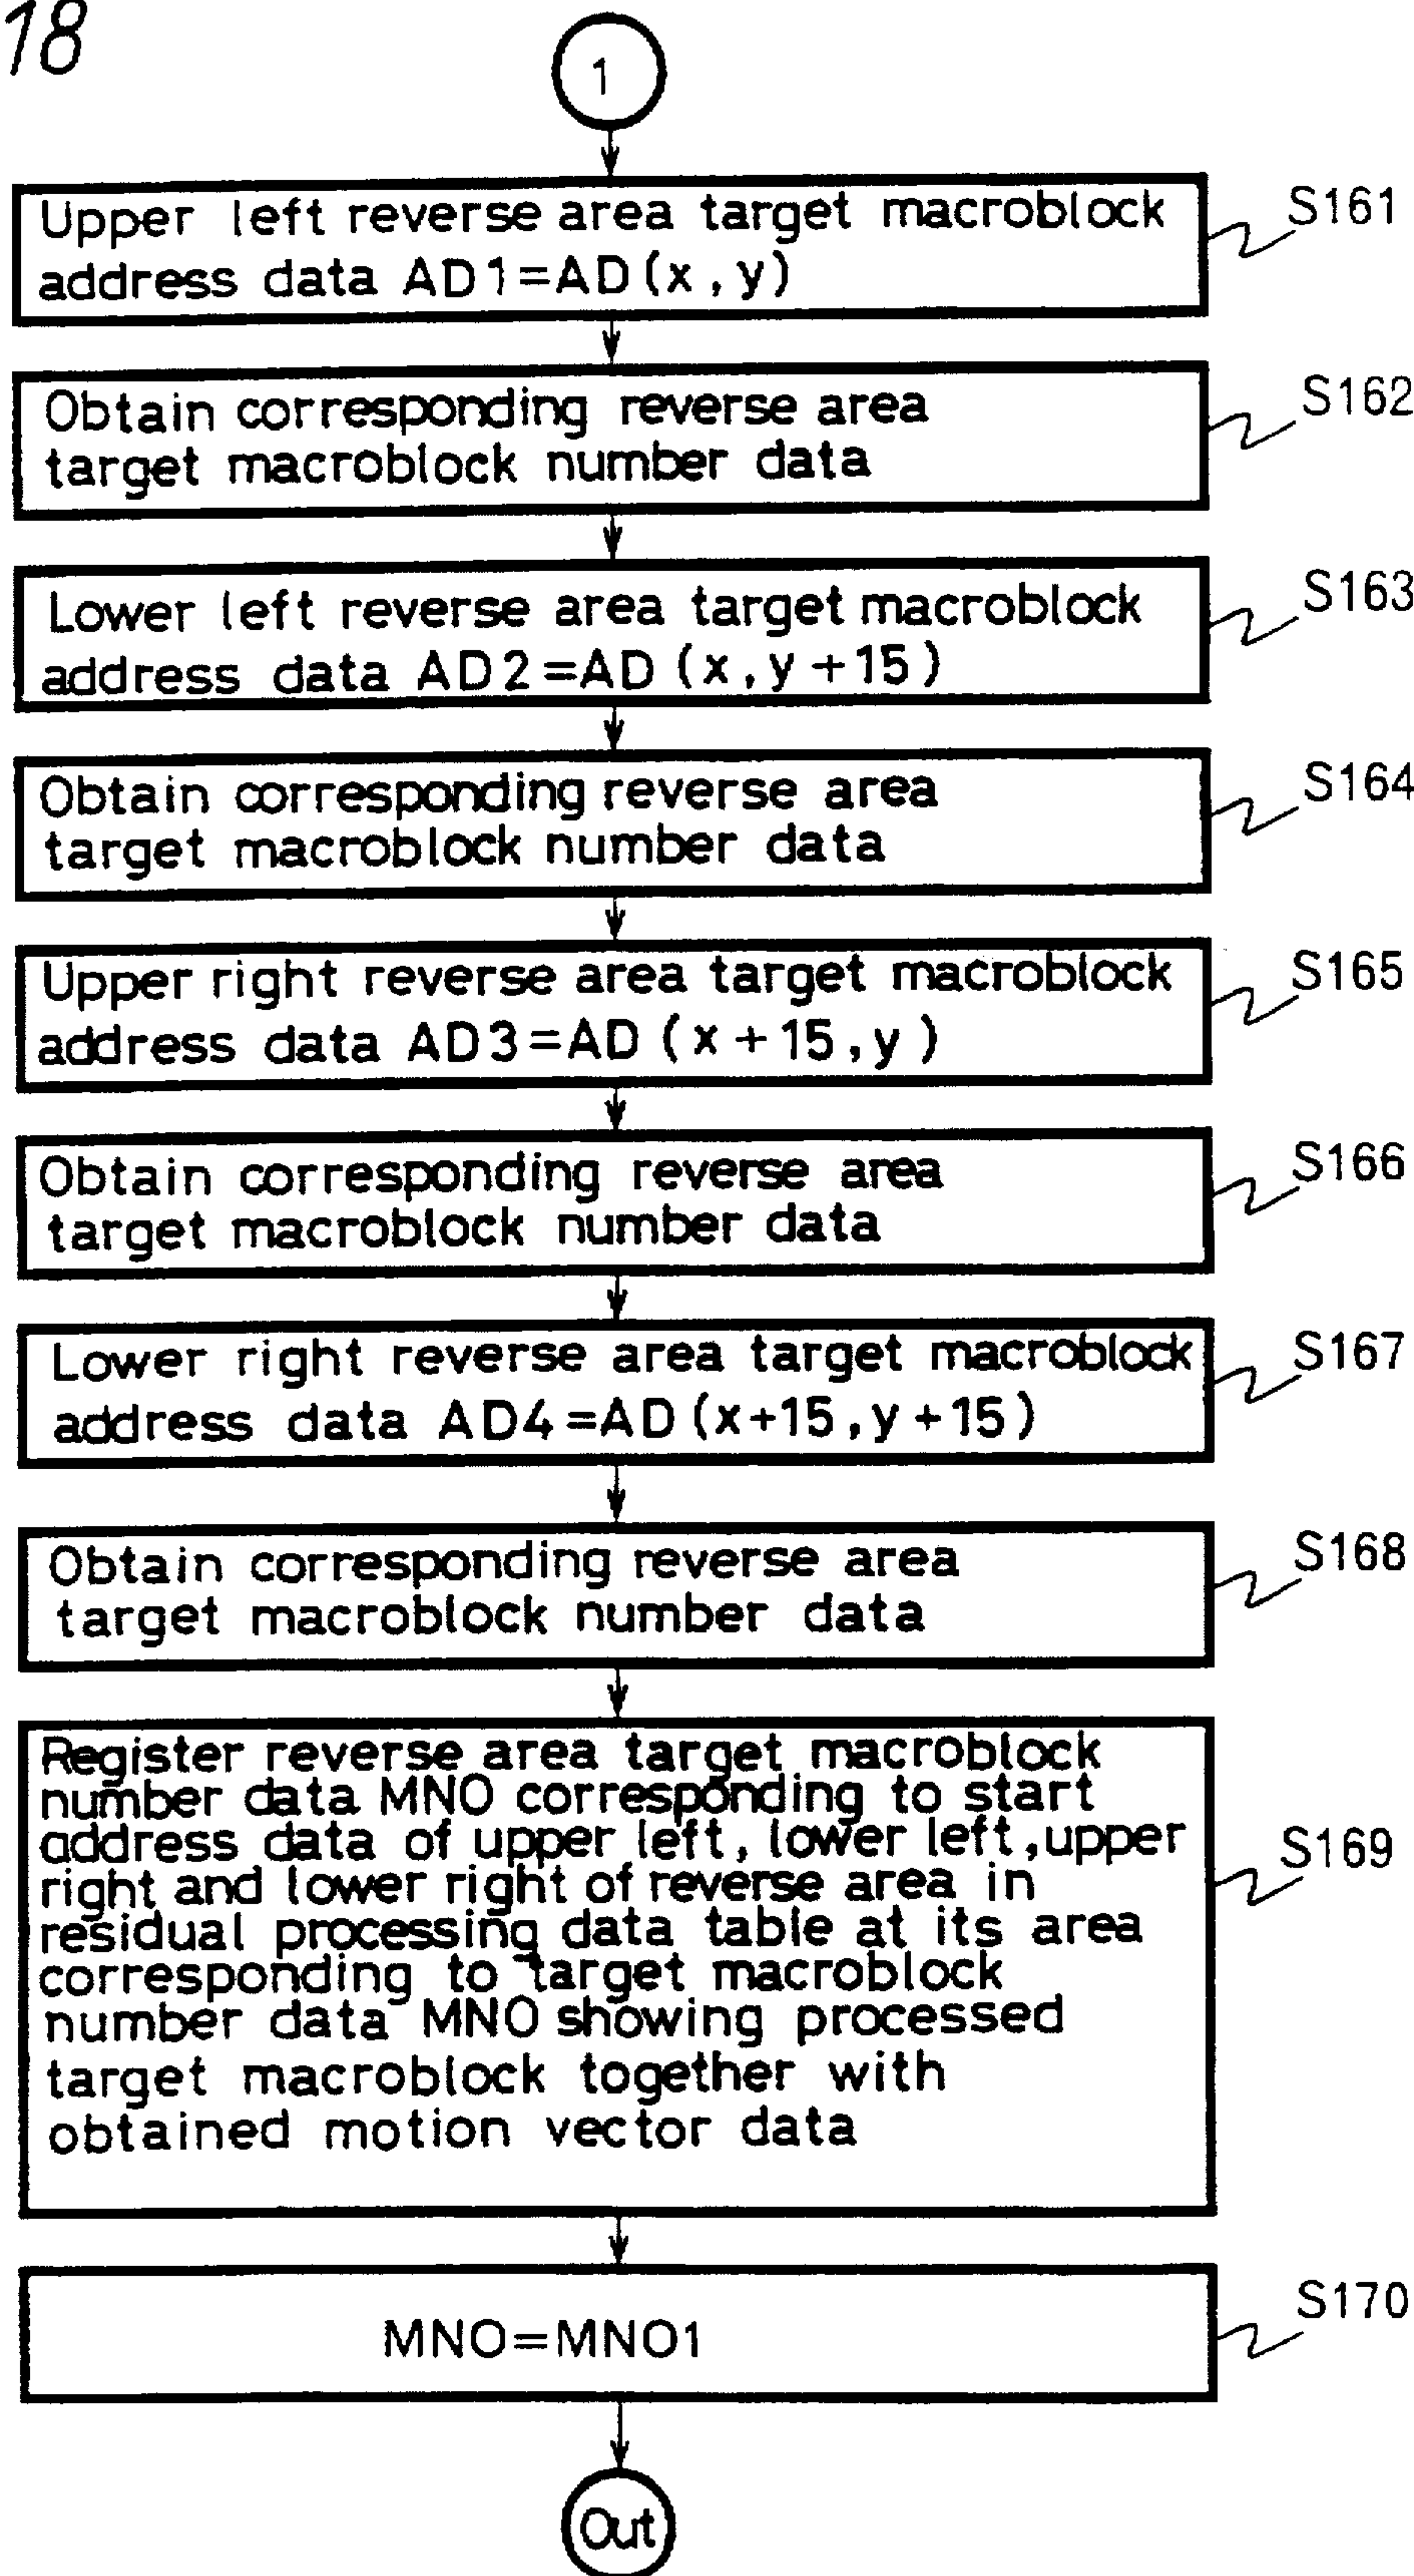 18
1
Upper left reverse area target macroblock
address data AD1=AD(x,y)
S161
Obtain corresponding reverse area
target macroblock number data
S162
Lower left reverse area target macroblock
address data AD2=AD(x,y+15)
S163
Obtain corresponding reverse area
target macroblock number data
S164
Upper right reverse area target macroblock
address data AD3=AD(x+15,y)
S165
Obtain corresponding reverse area
target macroblock number data
S166
Lower right reverse area target macroblock
address data AD4=AD(x+15,y+15)
S167
Obtain corresponding reverse area
target macroblock number data
S168
Register reverse area target macroblock
number data MNO corresponding to start
address data of upper left, lower left,upper
right and lower right of reverse area in
residual processing data table at its area
corresponding to target macroblock
number data MNO showing processed
target macroblock together with
obtained motion vector data
S169
MNO=MNO1
S170
Out